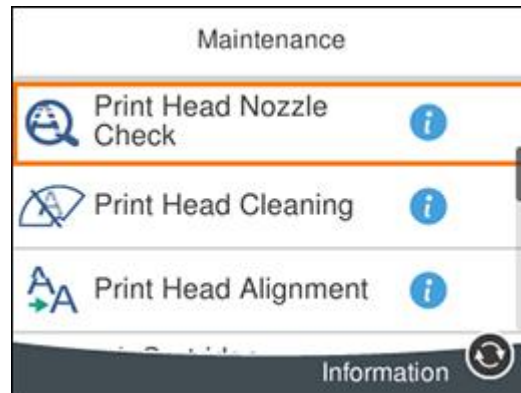 Maintenance
Print Head Nozzle
Check
Print Head Cleaning
Print Head Alignment
Information